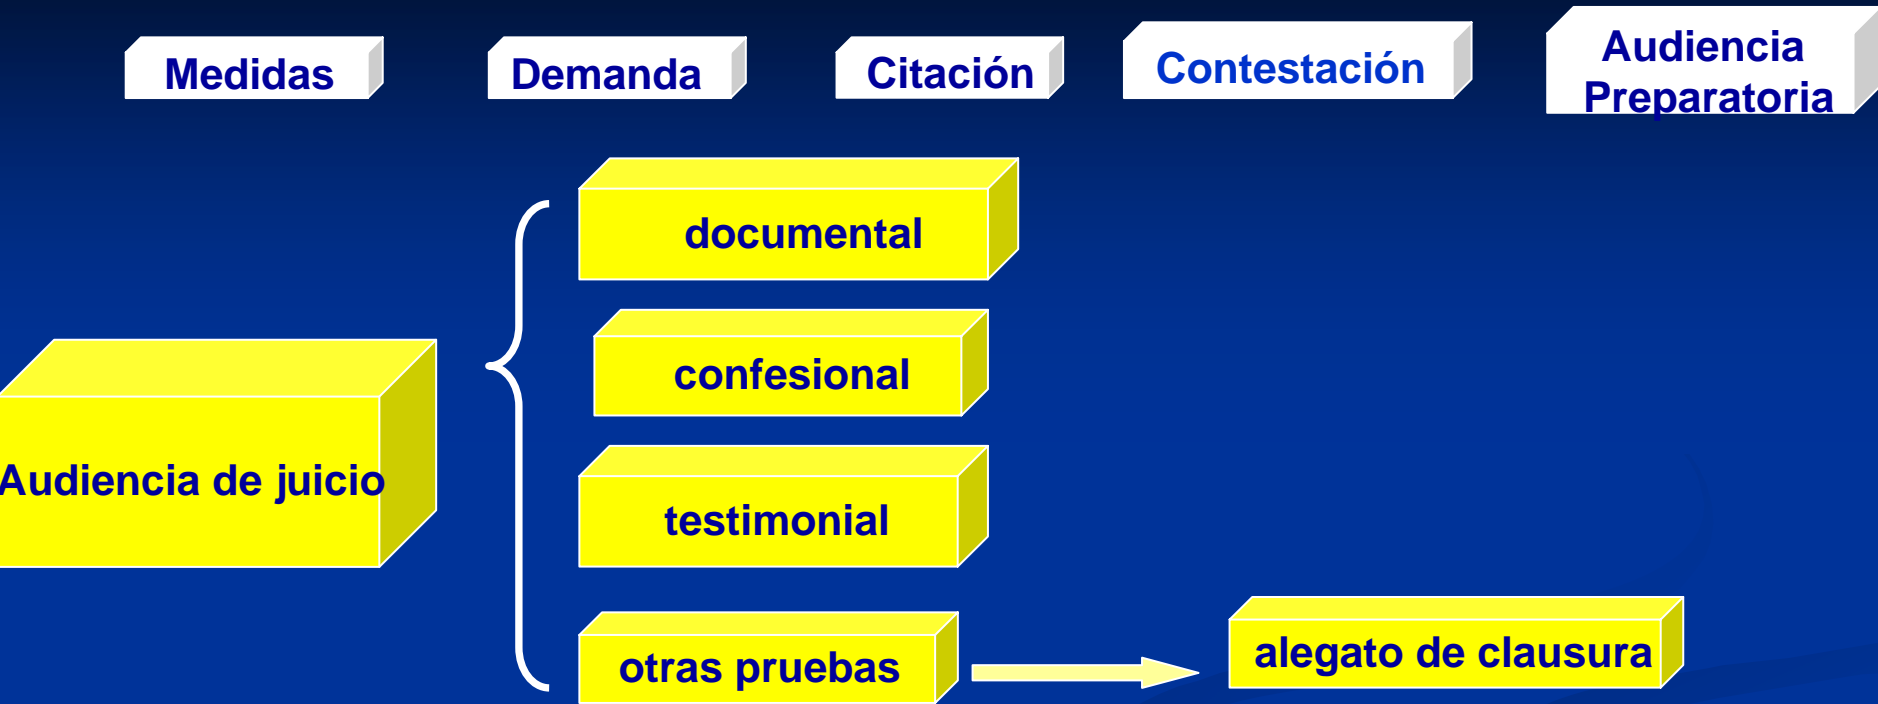 Medidas
Demanda
Citación
Contestación
Audiencia
Preparatoria
documental
confesional
Audiencia de juicio
testimonial
otras pruebas
alegato de clausura